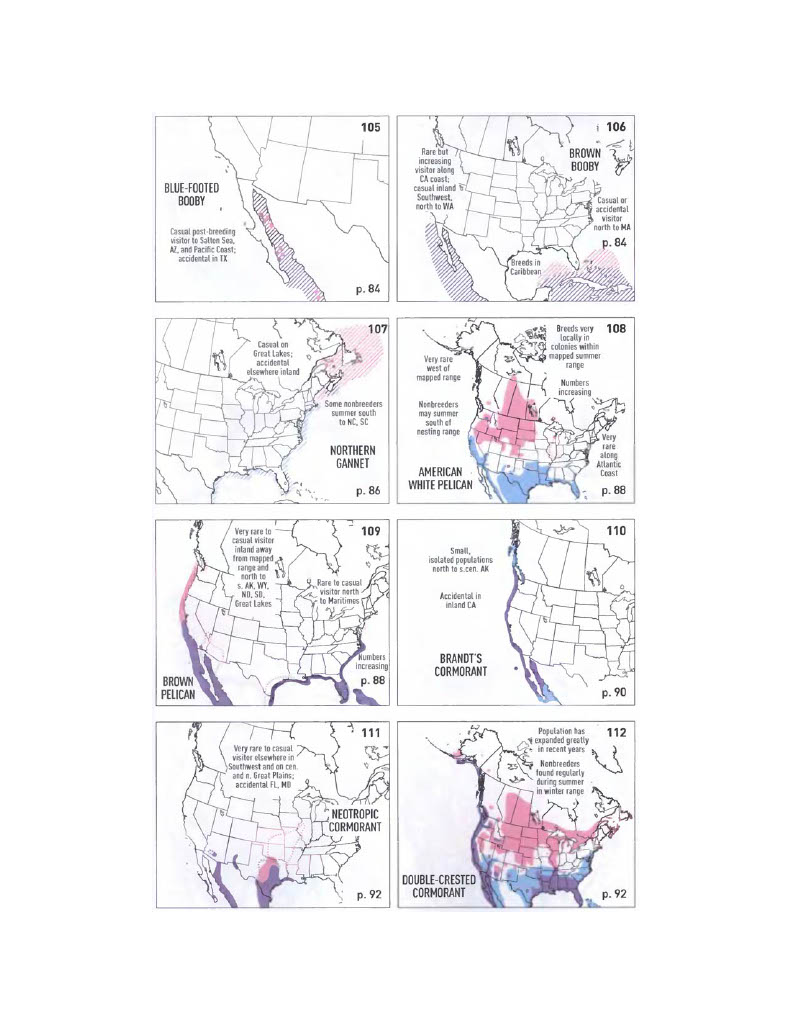 105
BLUE-FOOTED
BOOBY
Casual post-breeding
visitor to Salton Sea,
AZ, and Pacific Coast;
accidental in TX
p. 84
106
Rare but
increasing
visitor along
CA coast;
casual inland
Southwest,
north to WA
BROWN
BOOBY
Casual or
accidental
visitor
north to MA
p. 84
Breeds in
Caribbean
107
Casual on
Great Lakes;
accidental
elsewhere inland
Some nonbreeders
summer south
to NC, SC
NORTHERN
GANNET
p. 86
108
Breeds very
locally in
colonies within
mapped summer
range
Very rare
west of
mapped range
Numbers
increasing
Nonbreeders
may summer
south of
nesting range
Very
rare
along
Atlantic
Coast
AMERICAN
WHITE PELICAN
p. 88
109
Very rare to
casual visitor
inland away
from mapped
range and
north to
s. AK, WY,
ND, SD,
Great Lakes
Rare to casual
visitor north
to Maritimes
Numbers
increasing
BROWN
PELICAN
p. 88
110
Small,
isolated populations
north to s.cen. AK
Accidental in
inland CA
BRANDT'S
CORMORANT
p. 90
111
Very rare to casual
visitor elsewhere in
Southwest and on cen.
and n. Great Plains;
accidental FL, MD
NEOTROPIC
CORMORANT
p. 92
112
Population has
expanded greatly
in recent years
Nonbreeders
found regularly
during summer
in winter range
DOUBLE-CRESTED
CORMORANT
p. 92